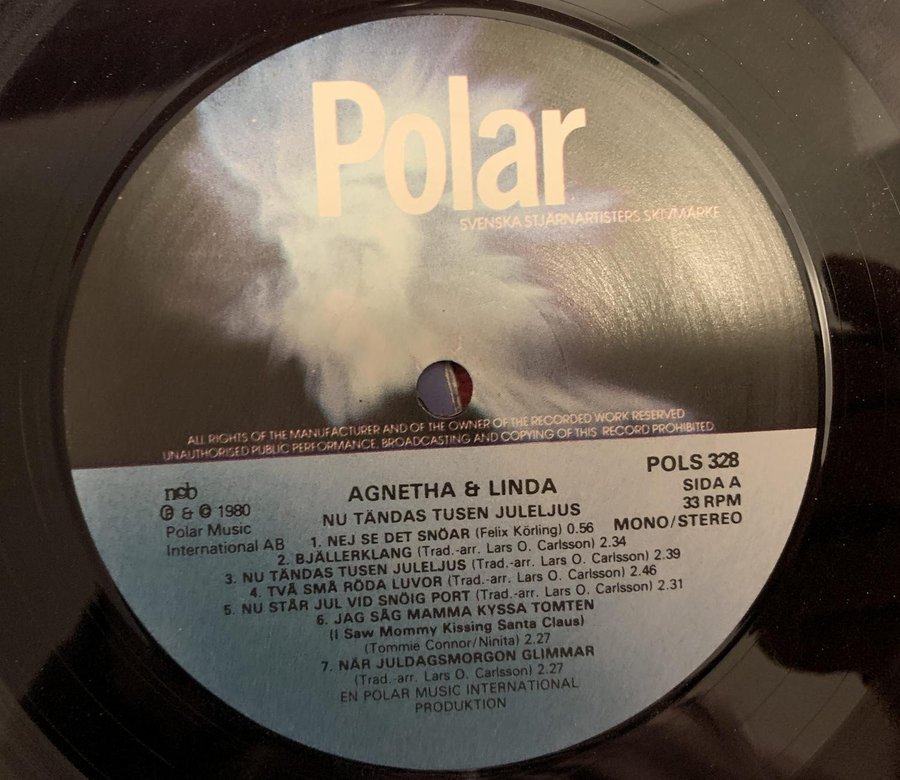 Polar
SVENSKA STJÄRNARTISTERS SKIVMÄRKE
ALL RIGHTS OF THE MANUFACTURER AND OF THE OWNER OF THE RECORDED WORK RESERVED
UNAUTHORISED PUBLIC PERFORMANCE, BROADCASTING AND COPYING OF THIS RECORD PROHIBITED
ncb
Ⓟ & © 1980
Polar Music
International AB
POLS 328
SIDA A
33 RPM
MONO/STEREO
AGNETHA & LINDA
NU TÄNDAS TUSEN JULELJUS
1. NEJ SE DET SNÖAR (Felix Körling) 0.56
2. BJÄLLERKLANG (Trad.-arr. Lars O. Carlsson) 2.34
3. NU TÄNDAS TUSEN JULELJUS (Trad.-arr. Lars O. Carlsson) 2.39
4. TVÅ SMÅ RÖDA LUVOR (Trad.-arr. Lars O. Carlsson) 2.46
5. NU STÅR JUL VID SNÖIG PORT (Trad.-arr. Lars O. Carlsson) 2.31
6. JAG SÅG MAMMA KYSSA TOMTEN
(I Saw Mommy Kissing Santa Claus)
(Tommie Connor/Ninita) 2.27
7. NÄR JULDAGSMORGON GLIMMAR
(Trad.-arr. Lars O. Carlsson) 2.27
EN POLAR MUSIC INTERNATIONAL
PRODUKTION